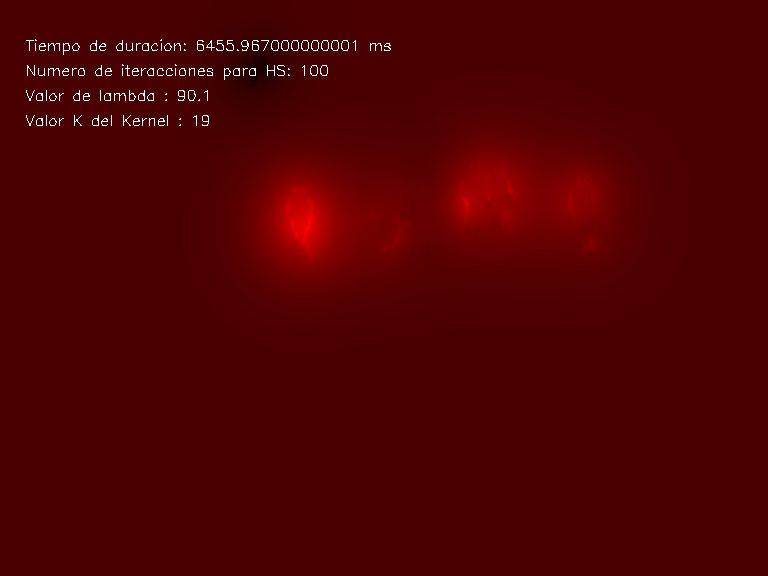 Tiempo de duracion: 6455.967000000001 ms
Numero de iteracciones para HS: 100
Valor de lambda : 90.1
Valor K del Kernel : 19